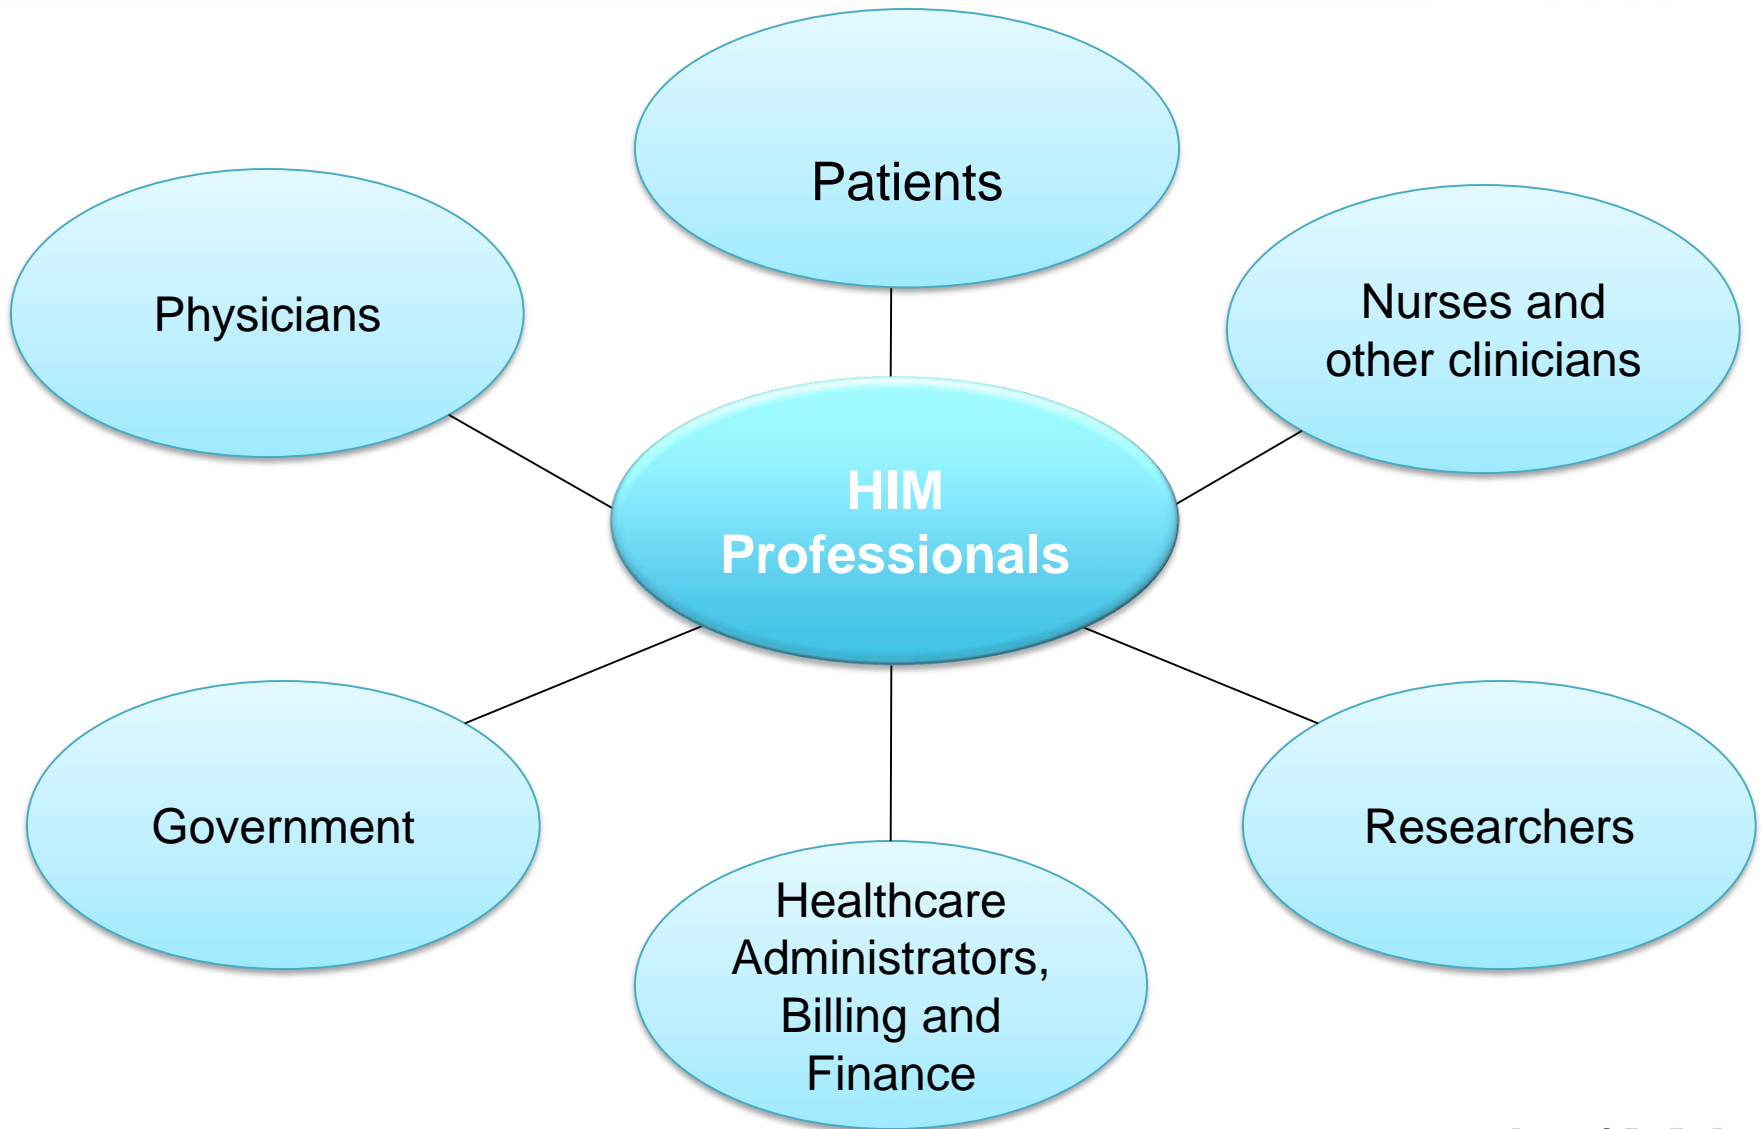 Patients
Physicians
Nurses and
other clinicians
HIM
Professionals
Government
Researchers
Healthcare
Administrators,
Billing and
Finance